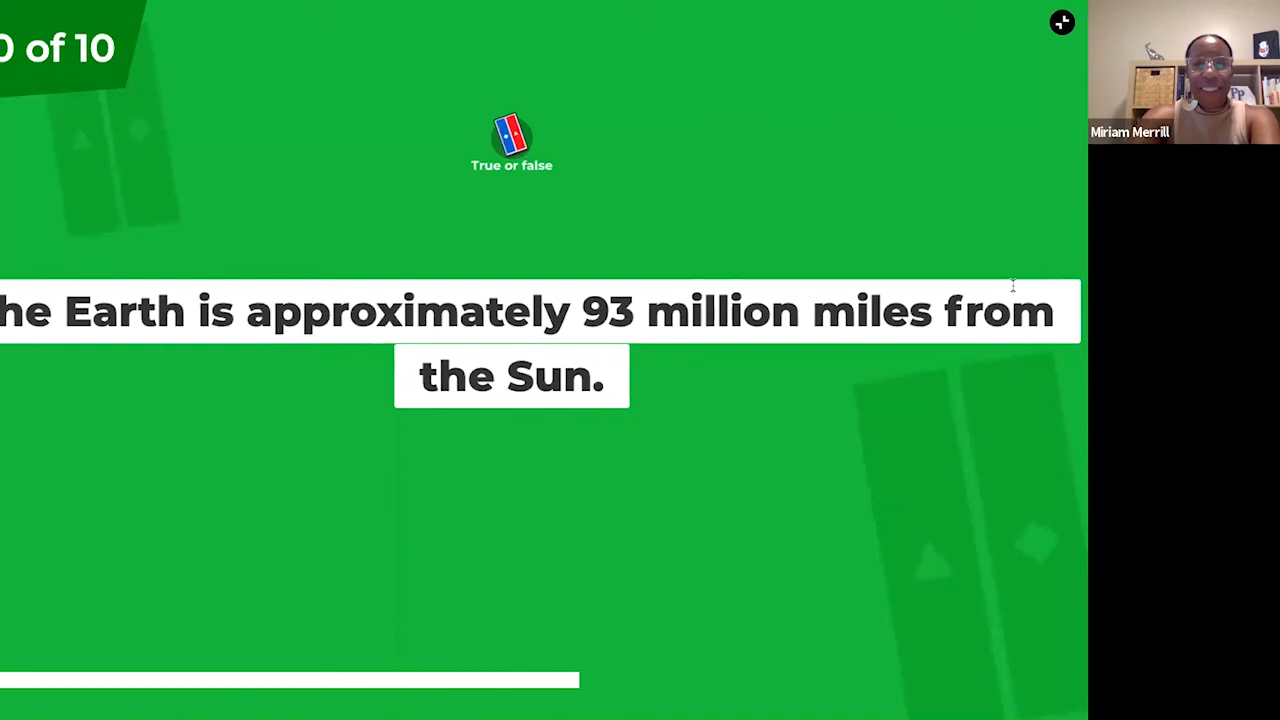 0 of 10
True or false
he Earth is approximately 93 million miles from
the Sun.
Miriam Merrill